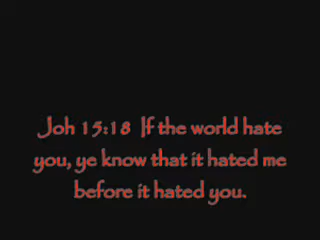 Joh 15:18 If the world hate
you, ye know that it hated me
before it hated you.